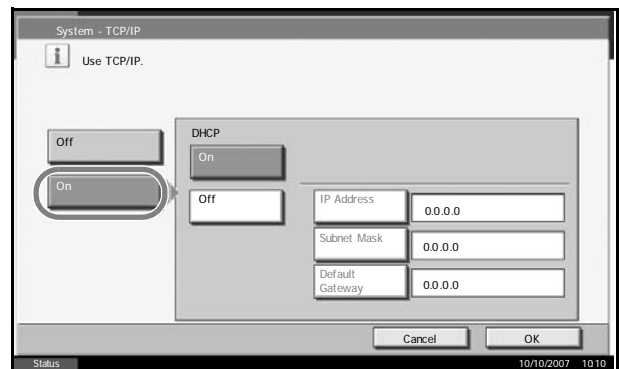 System - TCP/IP
i
Use TCP/IP.
Off
On
DHCP
On
Off
IP Address
0.0.0.0
Subnet Mask
0.0.0.0
Default
Gateway
0.0.0.0
Cancel
OK
Status
10/10/2007 10:10